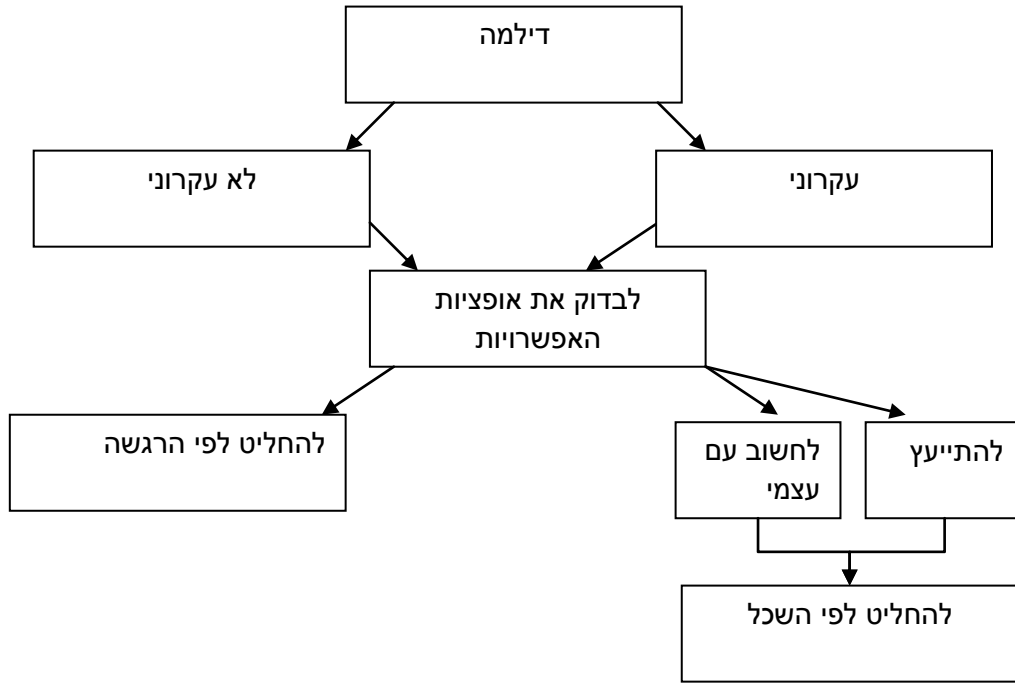 דילמה
עקרוני
לא עקרוני
לבדוק את אופציות
האפשרויות
להתייעץ
לחשוב עם
עצמי
להחליט לפי הרגשה
להחליט לפי השכל